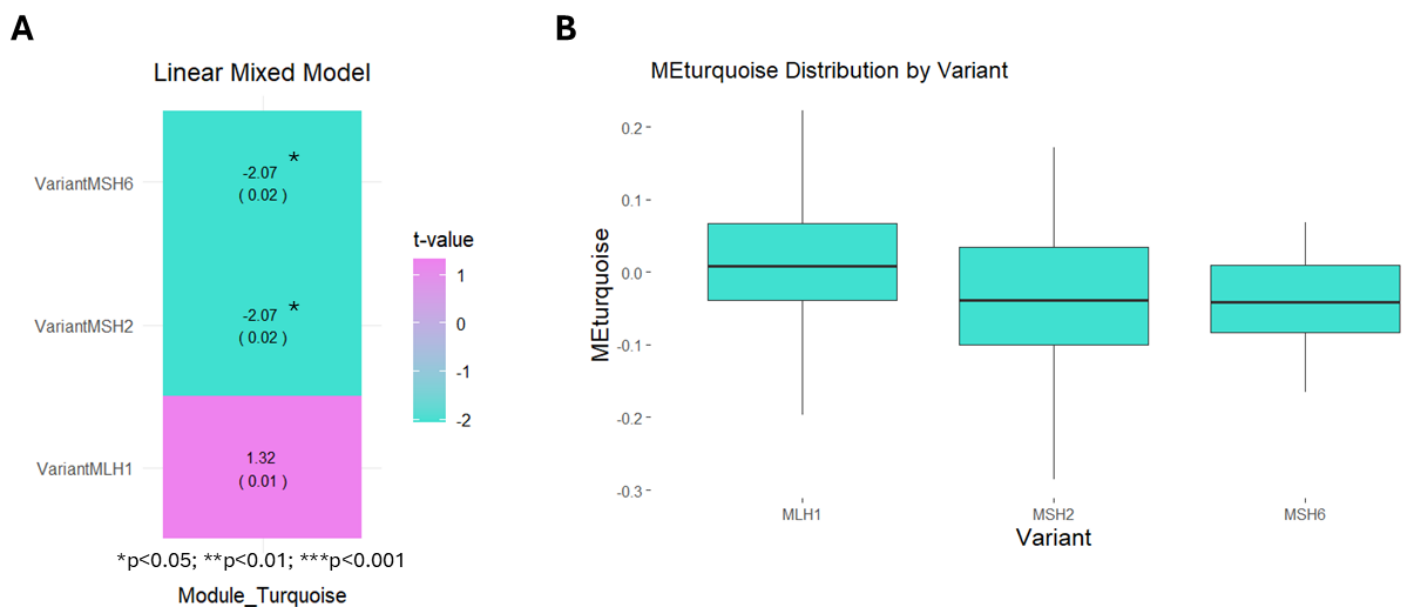 A
Linear Mixed Model
VariantMSH6
-2.07 *
( 0.02 )
VariantMSH2
-2.07 *
( 0.02 )
VariantMLH1
1.32
( 0.01 )
*p<0.05; **p<0.01; ***p<0.001
Module_Turquoise
t-value
1
0
-1
-2
B
MEturquoise Distribution by Variant
MEturquoise
0.2
0.1
0.0
-0.1
-0.2
-0.3
MLH1 MSH2 MSH6
Variant